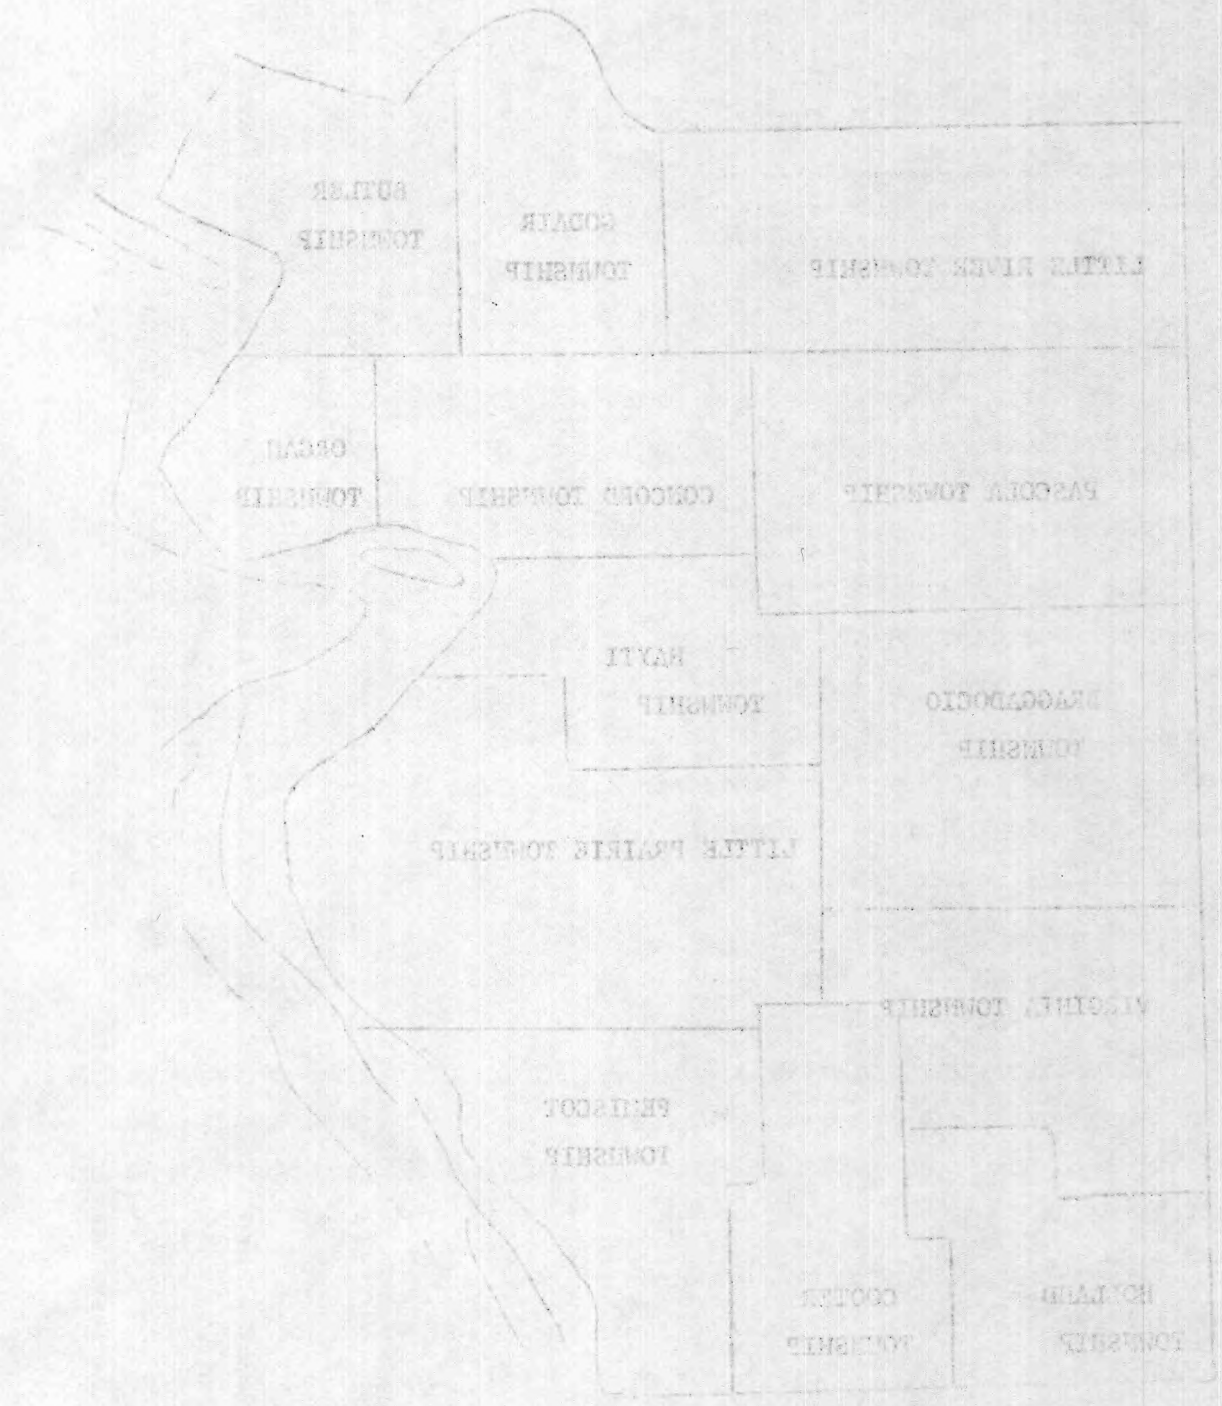 BUTLER
TOWNSHIP
GODAIR
TOWNSHIP
LITTLE RIVER TOWNSHIP
ORGAN
TOWNSHIP
CONCORD TOWNSHIP
PASCOLA TOWNSHIP
HAYTI
TOWNSHIP
BRAGGADOCIO
TOWNSHIP
LITTLE PRAIRIE TOWNSHIP
VIRGINIA TOWNSHIP
PEMISCOT
TOWNSHIP
COOTER
TOWNSHIP
HOLLAND
TOWNSHIP